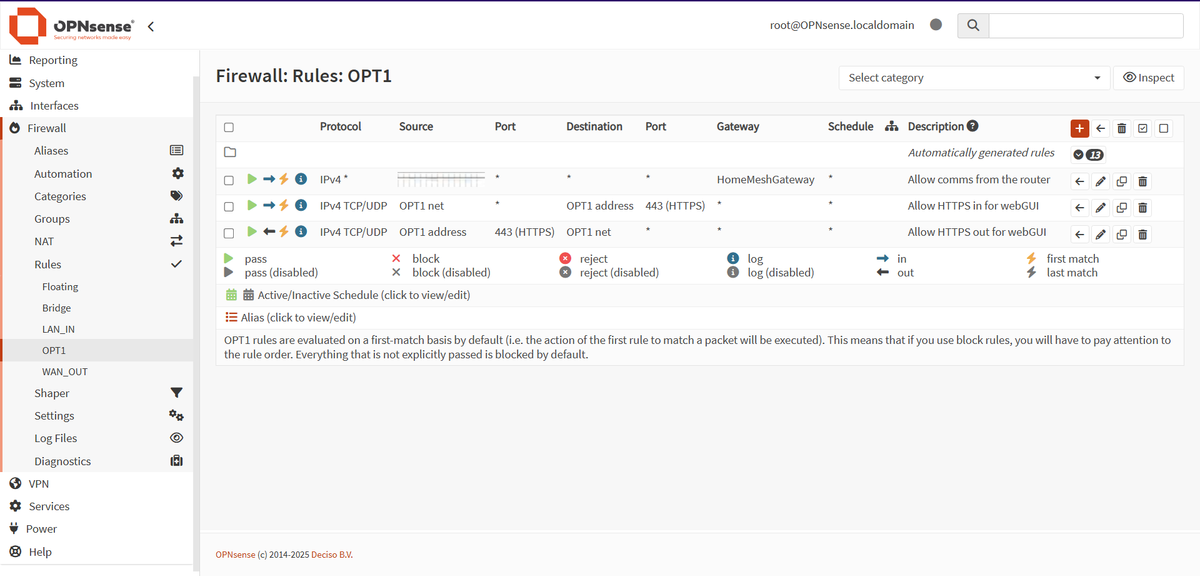 OPNsense®
Securing networks made easy
root@OPNsense.localdomain
Reporting
System
Interfaces
Firewall
Aliases
Automation
Categories
Groups
NAT
Rules
Floating
Bridge
LAN_IN
OPT1
WAN_OUT
Shaper
Settings
Log Files
Diagnostics
VPN
Services
Power
Help
Firewall: Rules: OPT1
Select category
Inspect
Protocol Source Port Destination Port Gateway Schedule Description
Automatically generated rules 13
IPv4 * * * * HomeMeshGateway * Allow comms from the router
IPv4 TCP/UDP OPT1 net * OPT1 address 443 (HTTPS) * * Allow HTTPS in for webGUI
IPv4 TCP/UDP OPT1 address 443 (HTTPS) OPT1 net * * * Allow HTTPS out for webGUI
pass block reject log in first match
pass (disabled) block (disabled) reject (disabled) log (disabled) out last match
Active/Inactive Schedule (click to view/edit)
Alias (click to view/edit)
OPT1 rules are evaluated on a first-match basis by default (i.e. the action of the first rule to match a packet will be executed). This means that if you use block rules, you will have to pay attention to
the rule order. Everything that is not explicitly passed is blocked by default.
OPNsense (c) 2014-2025 Deciso B.V.